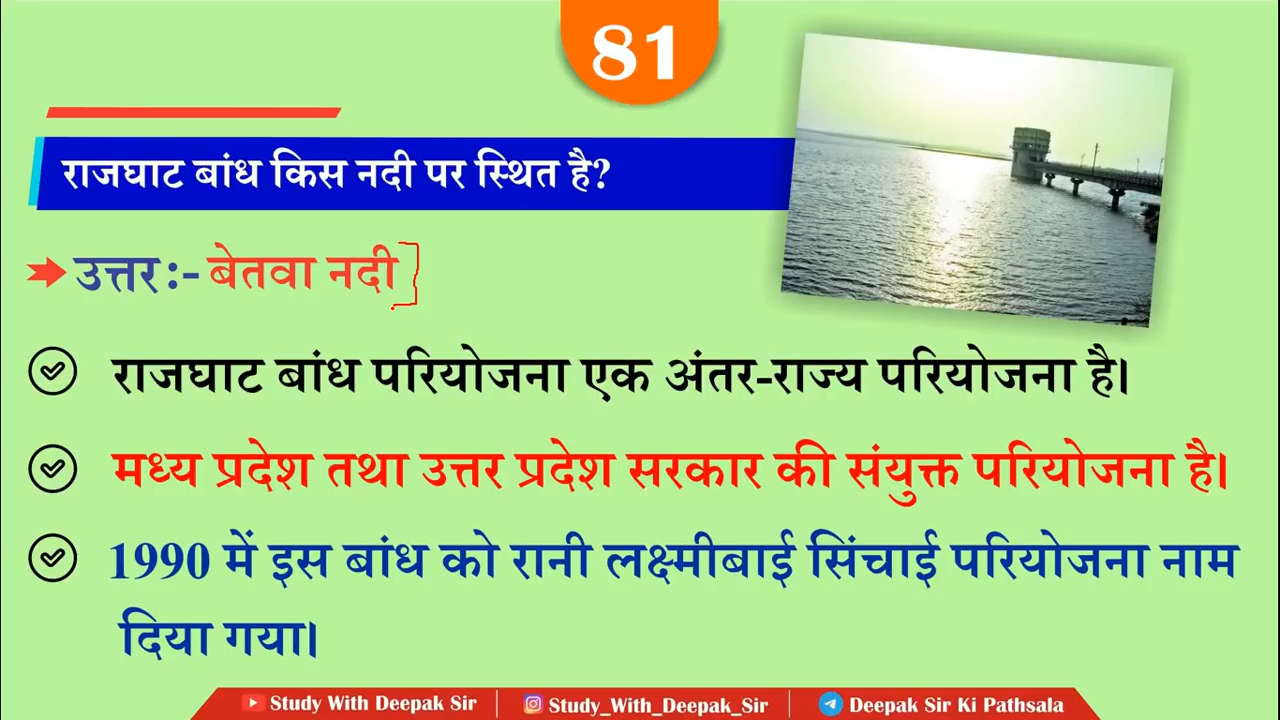 81
राजघाट बांध किस नदी पर स्थित है?
उत्तर:- बेतवा नदी
राजघाट बांध परियोजना एक अंतर-राज्य परियोजना है।
मध्य प्रदेश तथा उत्तर प्रदेश सरकार की संयुक्त परियोजना है।
1990 में इस बांध को रानी लक्ष्मीबाई सिंचाई परियोजना नाम
दिया गया।
Study With Deepak Sir Study_With_Deepak_Sir Deepak Sir Ki Pathsala